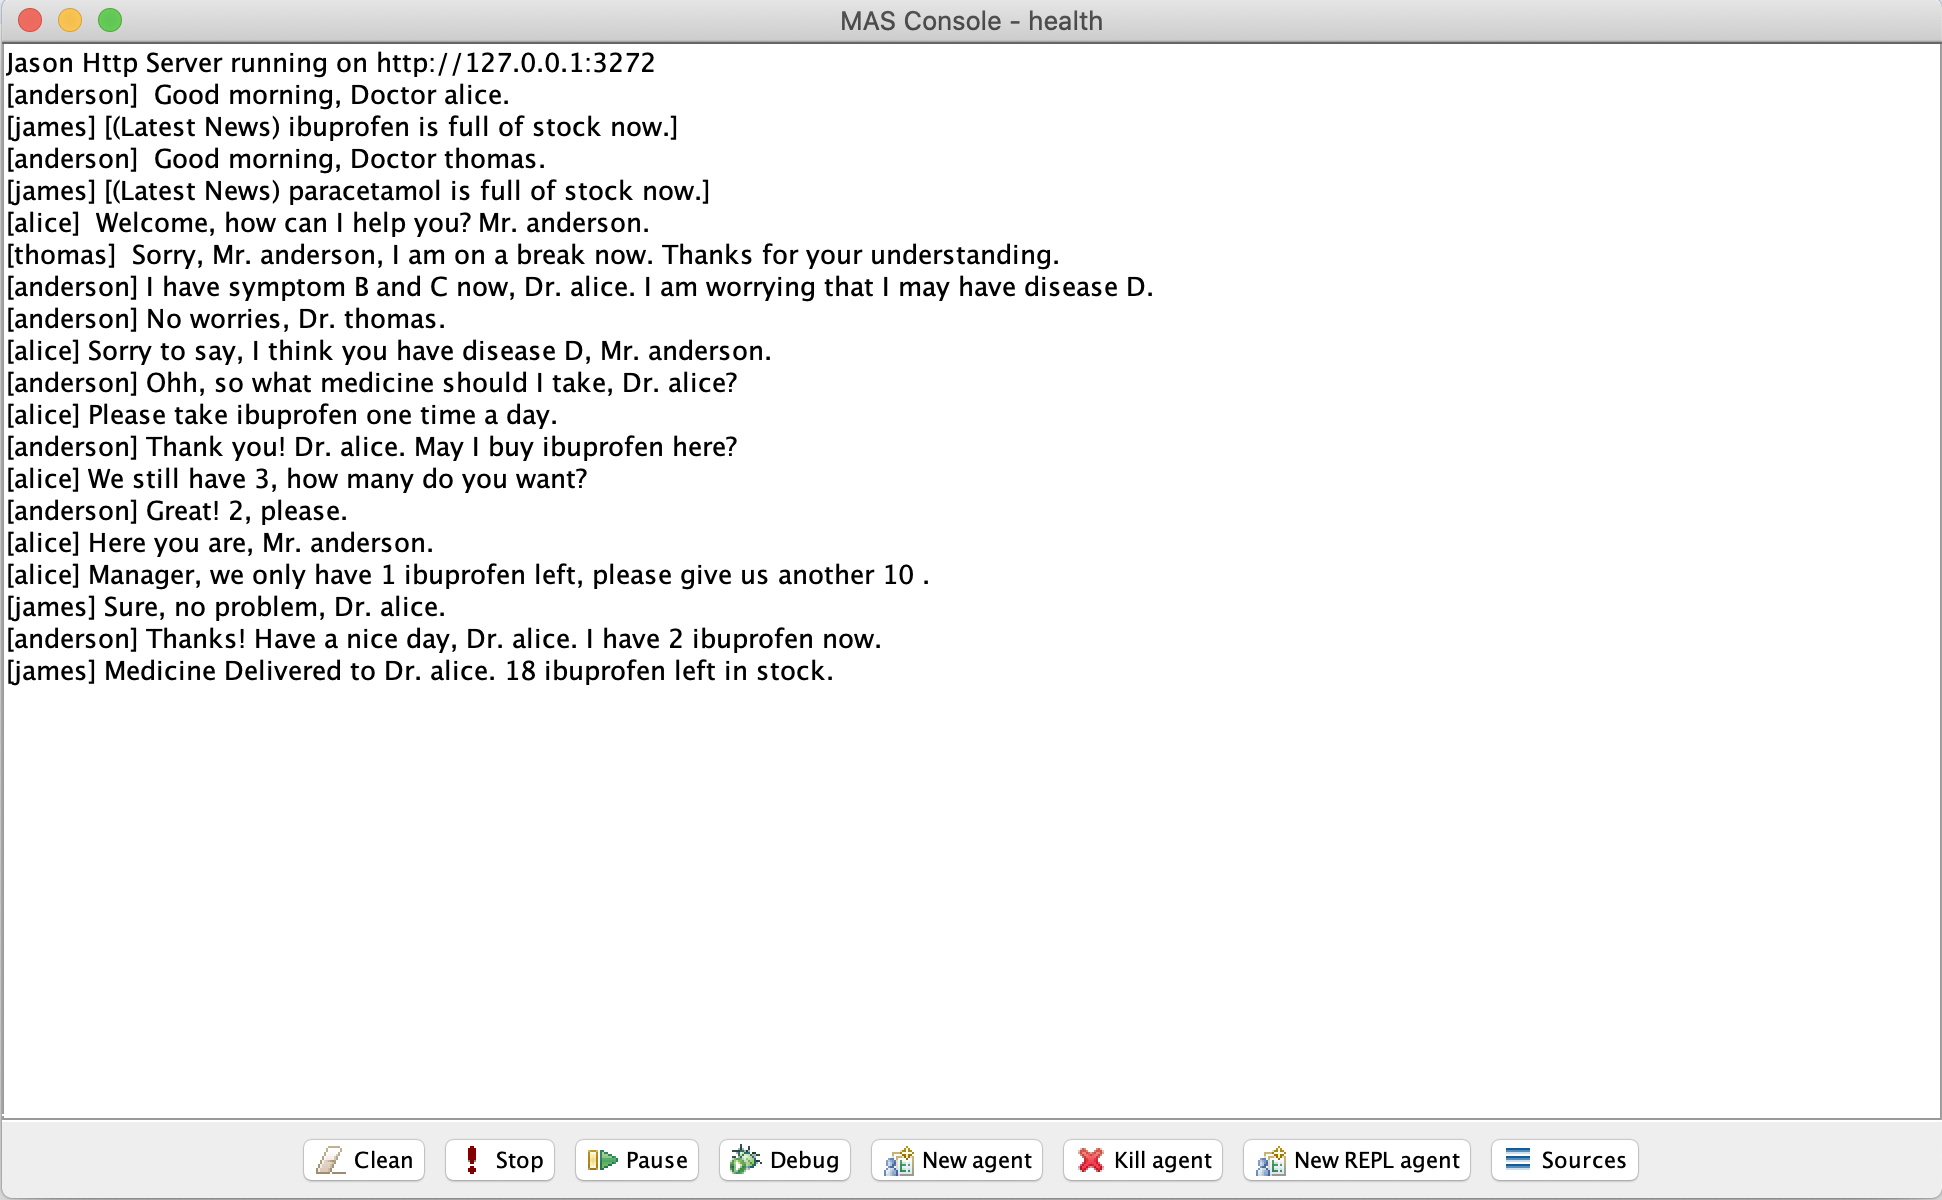 MAS Console - health
Jason Http Server running on http://127.0.0.1:3272
[anderson]  Good morning, Doctor alice.
[james] [(Latest News) ibuprofen is full of stock now.]
[anderson]  Good morning, Doctor thomas.
[james] [(Latest News) paracetamol is full of stock now.]
[alice]  Welcome, how can I help you? Mr. anderson.
[thomas]  Sorry, Mr. anderson, I am on a break now. Thanks for your understanding.
[anderson] I have symptom B and C now, Dr. alice. I am worrying that I may have disease D.
[anderson] No worries, Dr. thomas.
[alice] Sorry to say, I think you have disease D, Mr. anderson.
[anderson] Ohh, so what medicine should I take, Dr. alice?
[alice] Please take ibuprofen one time a day.
[anderson] Thank you! Dr. alice. May I buy ibuprofen here?
[alice] We still have 3, how many do you want?
[anderson] Great! 2, please.
[alice] Here you are, Mr. anderson.
[alice] Manager, we only have 1 ibuprofen left, please give us another 10 .
[james] Sure, no problem, Dr. alice.
[anderson] Thanks! Have a nice day, Dr. alice. I have 2 ibuprofen now.
[james] Medicine Delivered to Dr. alice. 18 ibuprofen left in stock.
Clean Stop Pause Debug New agent Kill agent New REPL agent Sources